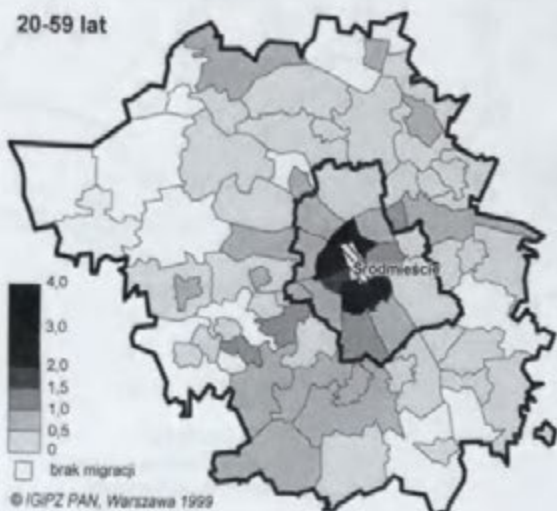 20-59 lat
Śródmieście
4,0
3,0
2,0
1,5
1,0
0,5
0
brak migracji
© IGiPZ PAN, Warszawa 1999